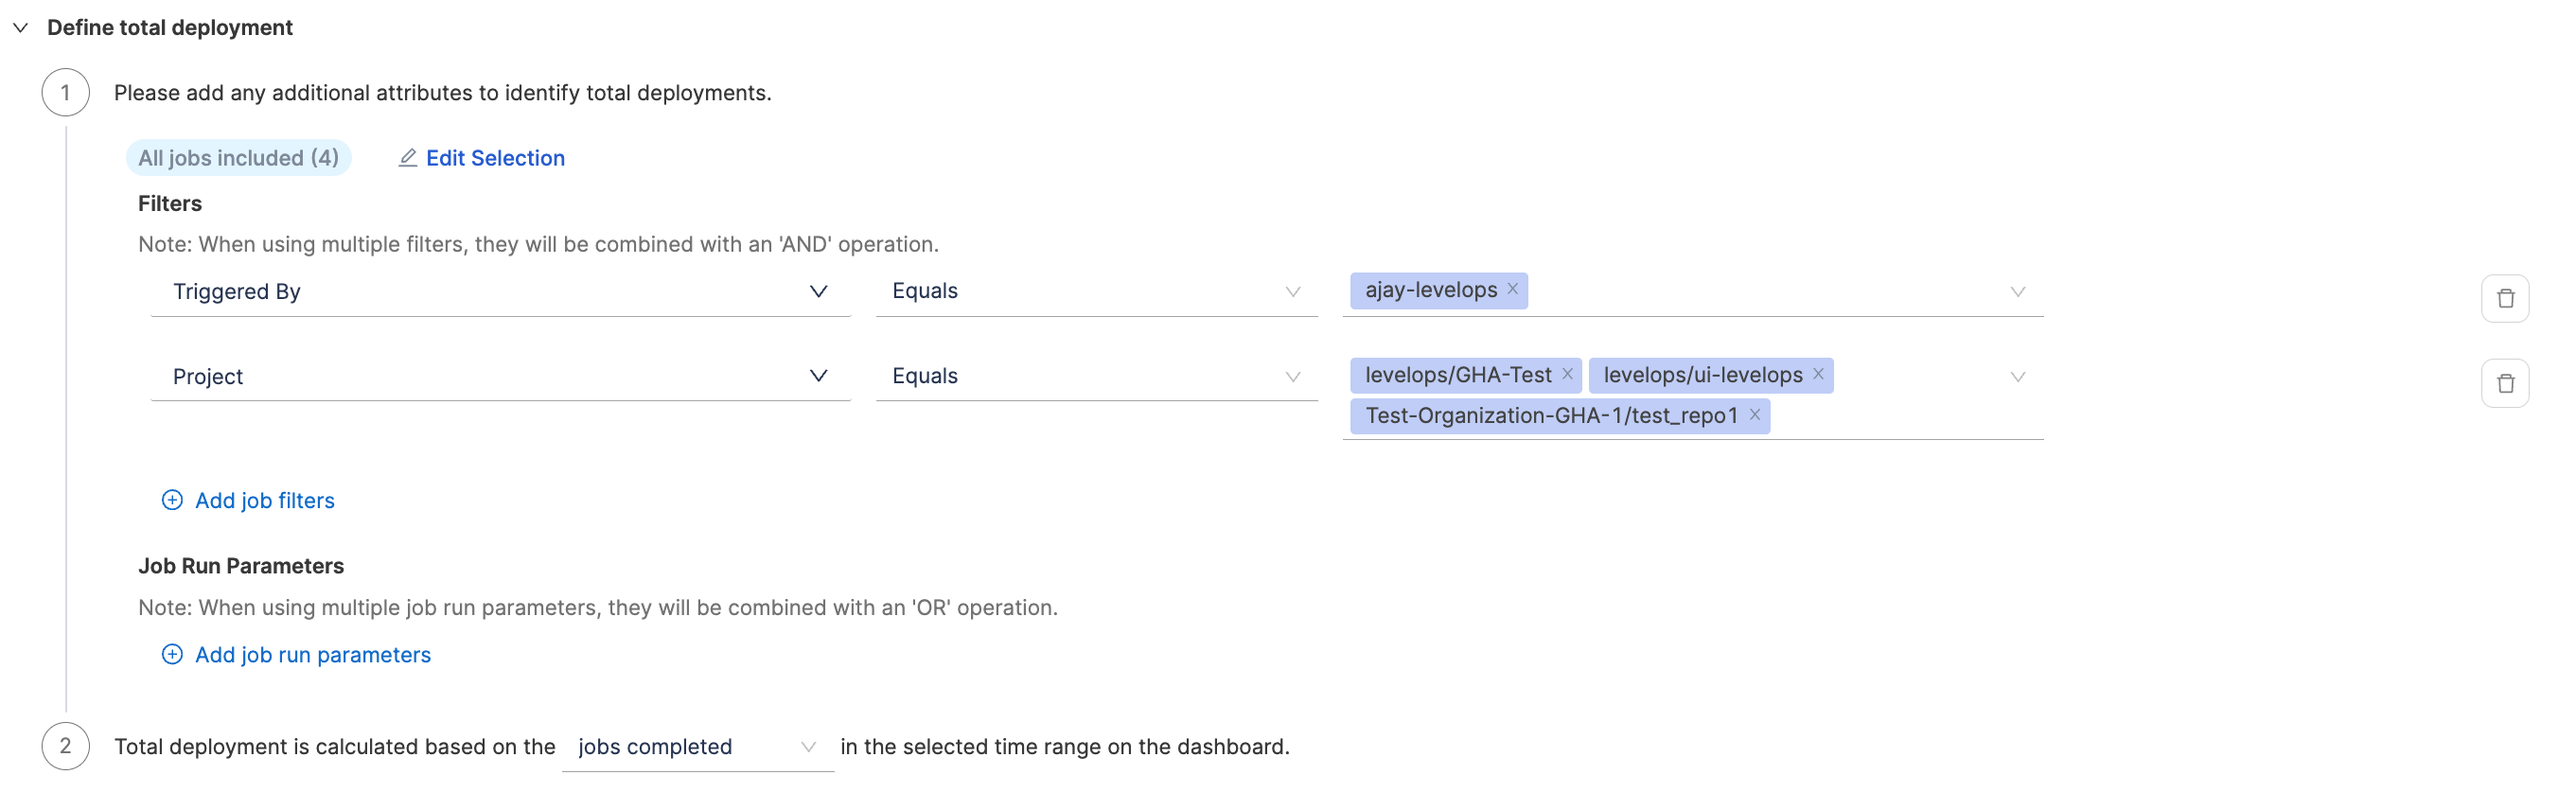 Define total deployment
1 Please add any additional attributes to identify total deployments.
All jobs included (4) Edit Selection
Filters
Note: When using multiple filters, they will be combined with an 'AND' operation.
Triggered By Equals ajay-levelops
Project Equals levelops/GHA-Test levelops/ui-levelops
Test-Organization-GHA-1/test_repo1
Add job filters
Job Run Parameters
Note: When using multiple job run parameters, they will be combined with an 'OR' operation.
Add job run parameters
2 Total deployment is calculated based on the jobs completed in the selected time range on the dashboard.